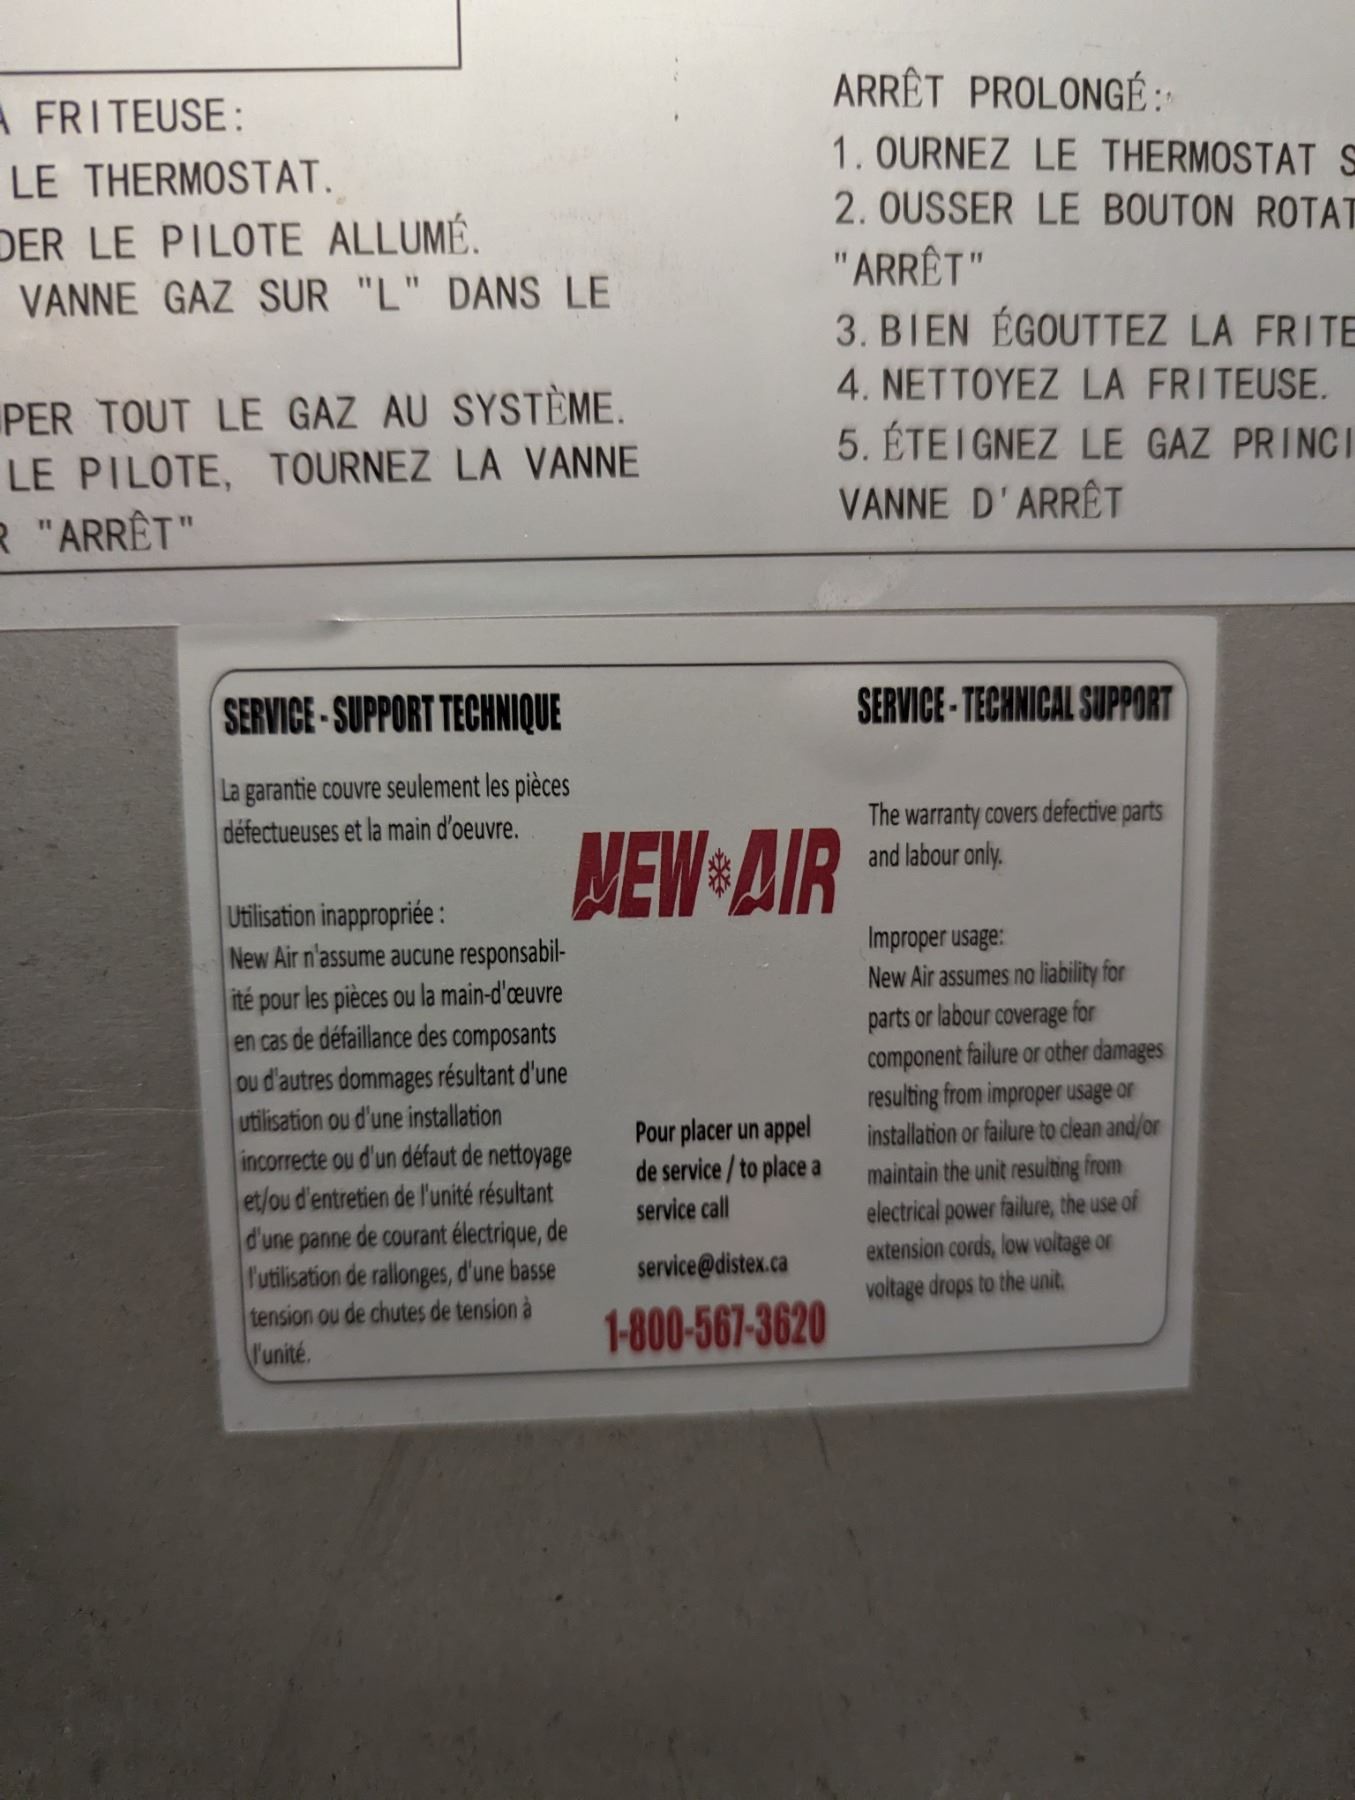 FRITEUSE:
LE THERMOSTAT.
LE PILOTE ALLUMÉ.
VANNE GAZ SUR "L" DANS LE
TOUT LE GAZ AU SYSTÈME.
LE PILOTE, TOURNEZ LA VANNE
"ARRÊT"
ARRÊT PROLONGÉ:
1. OURNEZ LE THERMOSTAT
2. OUSSER LE BOUTON
"ARRÊT"
3. BIEN ÉGOUTTEZ LA
4. NETTOYEZ LA FRITEUSE.
5. ÉTEIGNEZ LE GAZ
VANNE D'ARRÊT
SERVICE - SUPPORT TECHNIQUE
La garantie couvre seulement les pièces
défectueuses et la main d'oeuvre.
Utilisation inappropriée :
New Air n'assume aucune responsabil-
ité pour les pièces ou la main-d'œuvre
en cas de défaillance des composants
ou d'autres dommages résultant d'une
utilisation ou d'une installation
incorrecte ou d'un défaut de nettoyage
et/ou d'entretien de l'unité résultant
d'une panne de courant électrique, de
l'utilisation de rallonges, d'une basse
tension ou de chutes de tension à
l'unité.
NEW AIR
Pour placer un appel
de service / to place a
service call
service@distex.ca
1-800-567-3620
SERVICE - TECHNICAL SUPPORT
The warranty covers defective parts
and labour only.
Improper usage:
New Air assumes no liability for
parts or labour coverage for
component failure or other damages
resulting from improper usage or
installation or failure to clean and/or
maintain the unit resulting from
electrical power failure, the use of
extension cords, low voltage or
voltage drops to the unit.